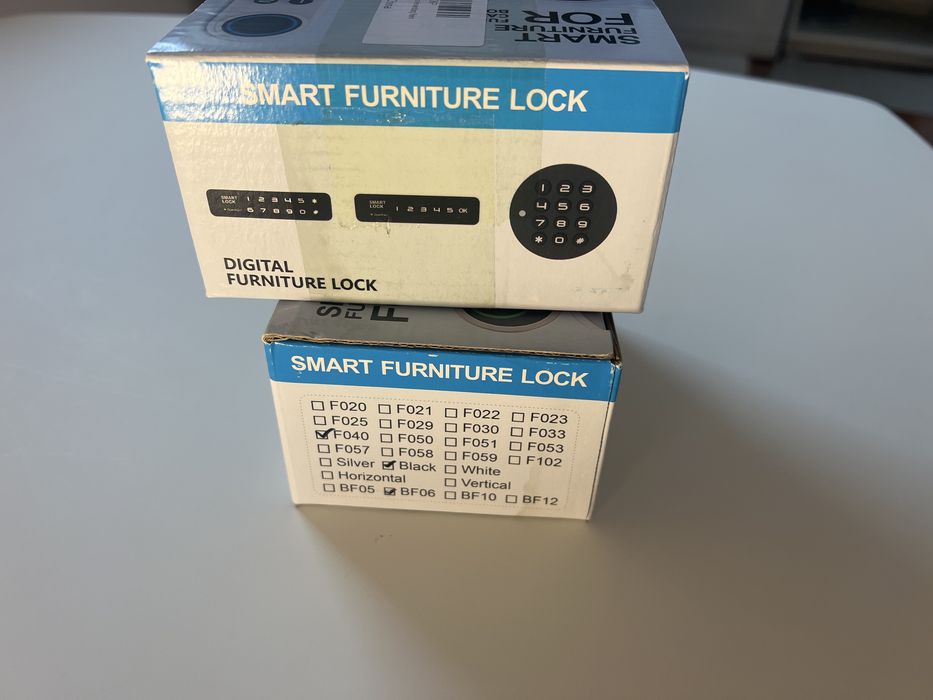 SMART
FURNITURE
FOR
SMART FURNITURE LOCK
SMART LOCK 1 2 3 4 5 *
6 7 8 9 0 #
SMART LOCK 1 2 3 4 5 OK
1 2 3
4 5 6
7 8 9
* 0 #
DIGITAL
FURNITURE LOCK
F
SMART FURNITURE LOCK
☐ F020 ☐ F021 ☐ F022 ☐ F023
☐ F025 ☐ F029 ☐ F030 ☐ F033
☑ F040 ☐ F050 ☐ F051 ☐ F053
☐ F057 ☐ F058 ☐ F059 ☐ F102
☐ Silver ☑ Black ☐ White
☐ Horizontal ☐ Vertical
☐ BF05 ☑ BF06 ☐ BF10 ☐ BF12